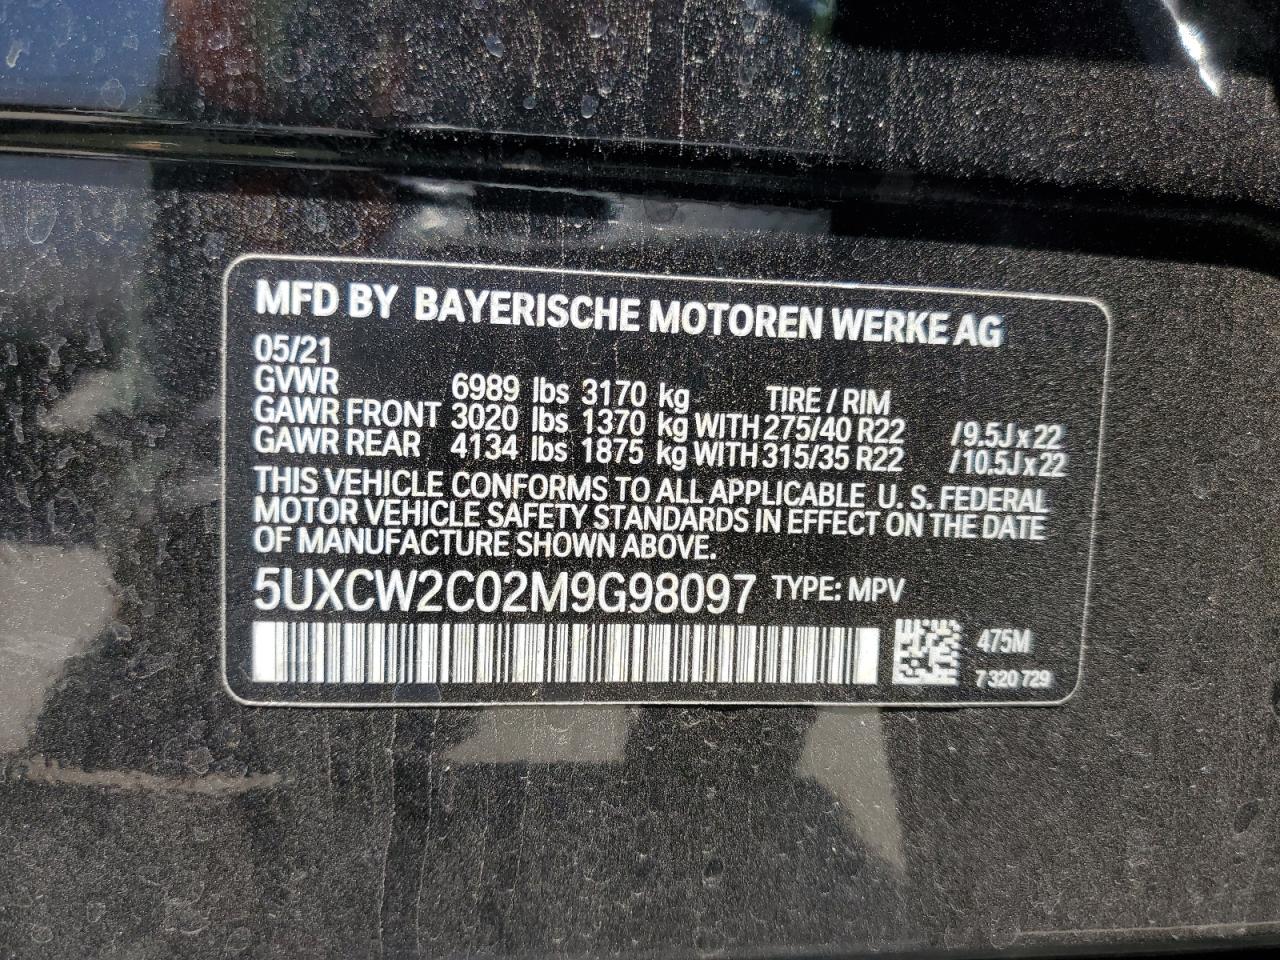 MFD BY BAYERISCHE MOTOREN WERKE AG
05/21
GVWR 6989 lbs 3170 kg TIRE / RIM
GAWR FRONT 3020 lbs 1370 kg WITH 275/40 R22 /9.5J x 22
GAWR REAR 4134 lbs 1875 kg WITH 315/35 R22 /10.5J x 22
THIS VEHICLE CONFORMS TO ALL APPLICABLE U. S. FEDERAL
MOTOR VEHICLE SAFETY STANDARDS IN EFFECT ON THE DATE
OF MANUFACTURE SHOWN ABOVE.
5UXCW2C02M9G98097 TYPE: MPV
475M
7 320 729